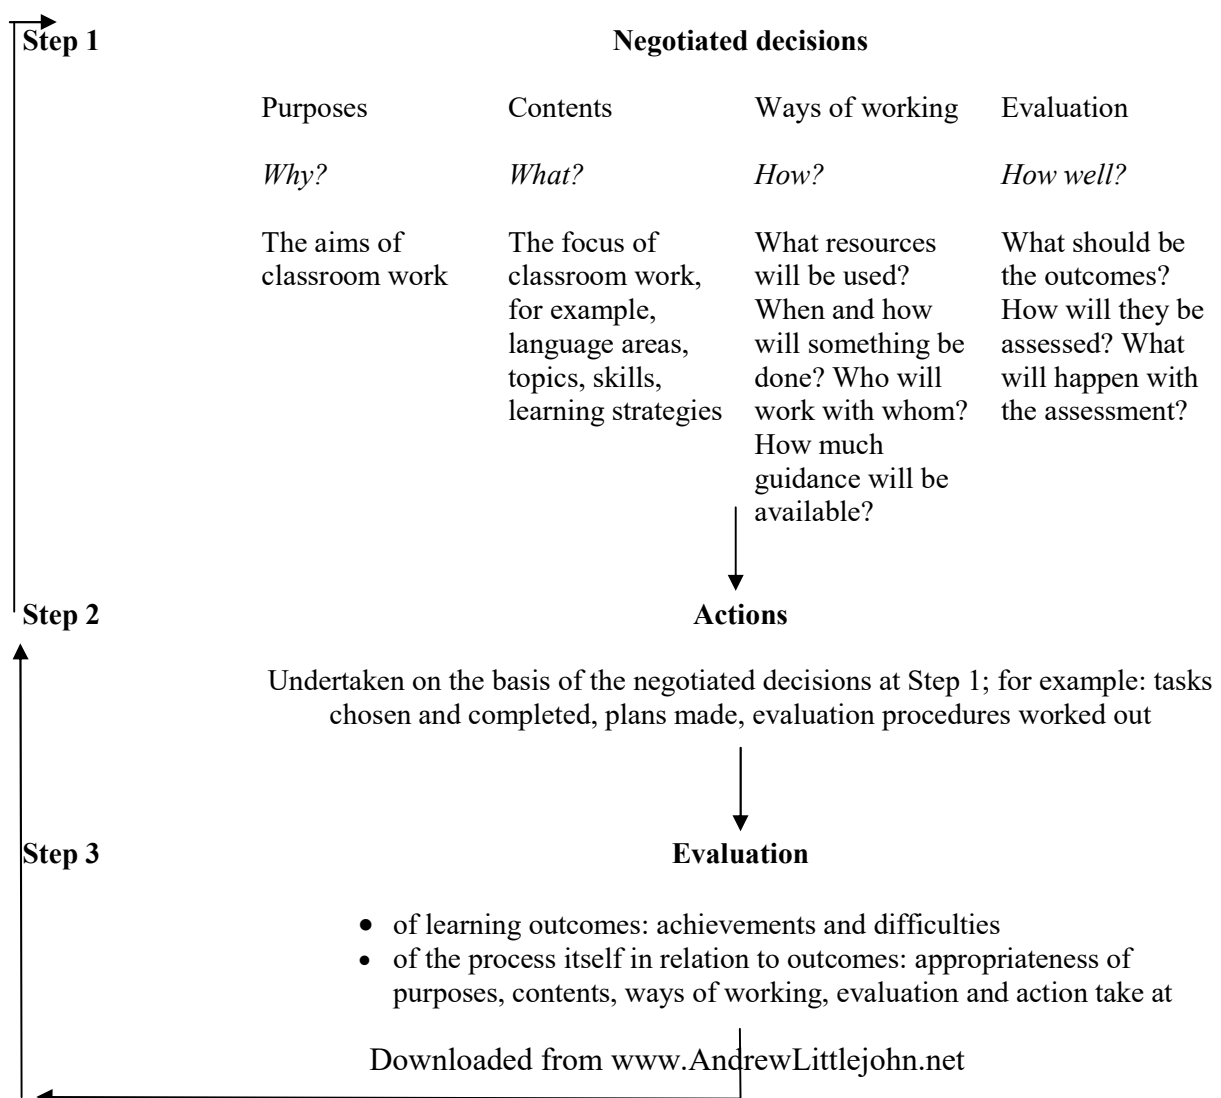 Step 1
Negotiated decisions
Purposes
Contents
Ways of working
Evaluation
Why?
What?
How?
How well?
The aims of
classroom work
The focus of
classroom work,
for example,
language areas,
topics, skills,
learning strategies
What resources
will be used?
When and how
will something be
done? Who will
work with whom?
How much
guidance will be
available?
What should be
the outcomes?
How will they be
assessed? What
will happen with
the assessment?
Step 2
Actions
Undertaken on the basis of the negotiated decisions at Step 1; for example: tasks
chosen and completed, plans made, evaluation procedures worked out
Step 3
Evaluation
• of learning outcomes: achievements and difficulties
• of the process itself in relation to outcomes: appropriateness of
purposes, contents, ways of working, evaluation and action take at
Downloaded from www.AndrewLittlejohn.net